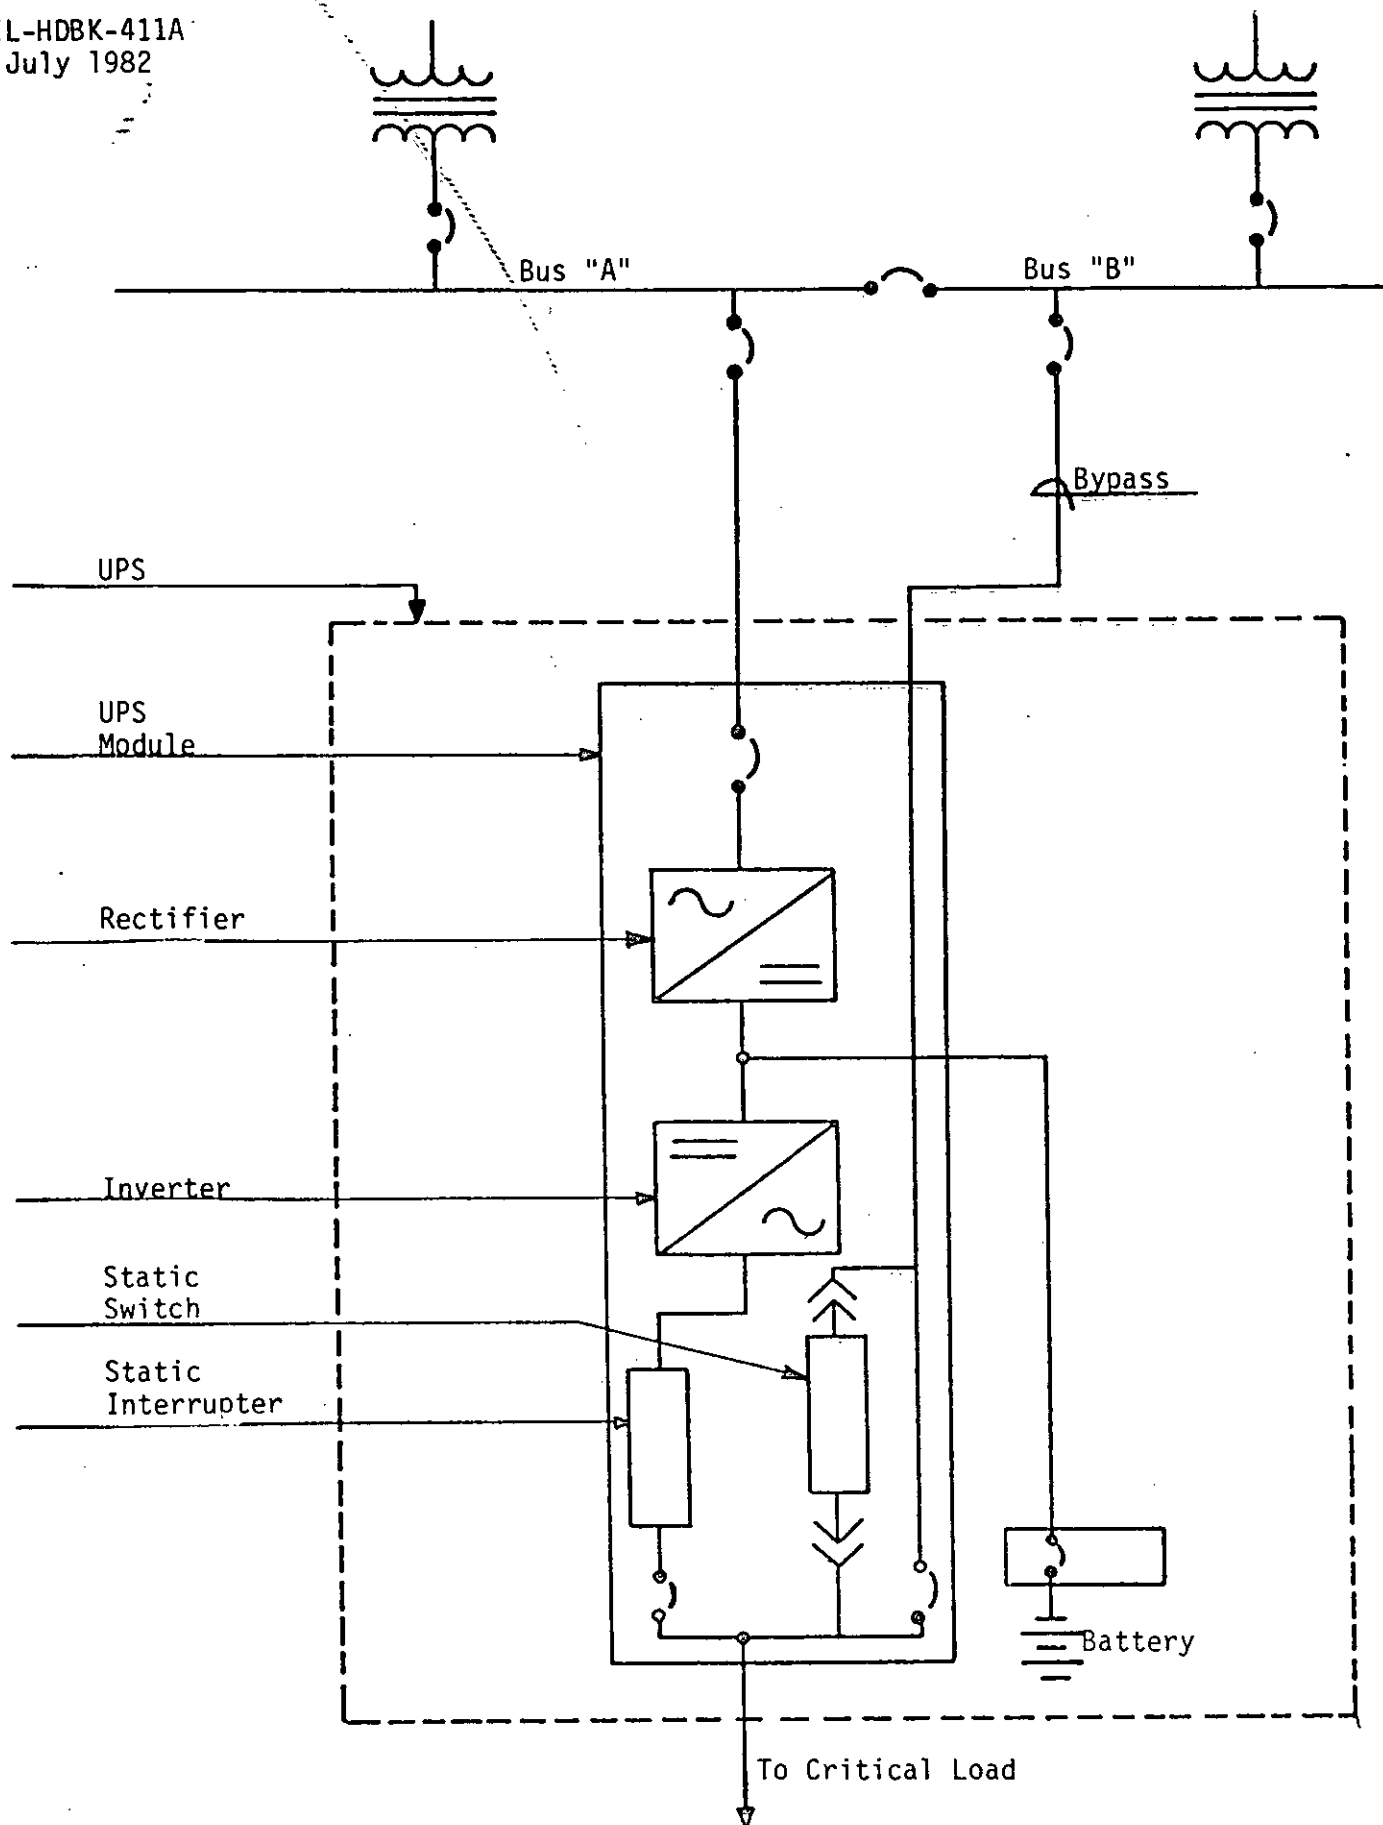 IL-HDBK-411A
July 1982
Bus "A"
Bus "B"
Bypass
UPS
UPS
Module
Rectifier
Inverter
Static
Switch
Static
Interrupter
Battery
To Critical Load